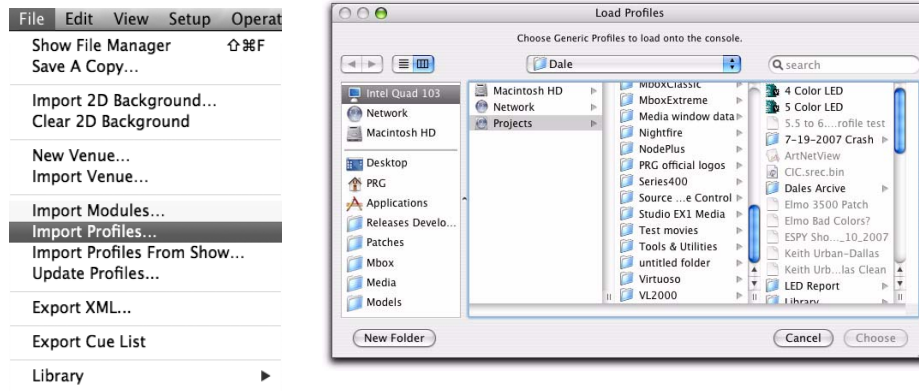 File Edit View Setup Operat
Show File Manager ⇧⌘F
Save A Copy...
Import 2D Background...
Clear 2D Background
New Venue...
Import Venue...
Import Modules...
Import Profiles...
Import Profiles From Show...
Update Profiles...
Export XML...
Export Cue List
Library
Load Profiles
Choose Generic Profiles to load onto the console.
Dale
search
Intel Quad 103
Network
Macintosh HD
Desktop
PRG
Applications
Releases Develo...
Patches
Mbox
Media
Models
Macintosh HD
Network
Projects
MboxClassic
MboxExtreme
Media window data
Nightfire
NodePlus
PRG official logos
Series400
Source ...e Control
Studio EX1 Media
Test movies
Tools & Utilities
untitled folder
Virtuoso
VL2000
4 Color LED
5 Color LED
5.5 to 6....rofile test
7-19-2007 Crash
ArtNetView
CIC.srec.bin
Dales Arcive
Elmo 3500 Patch
Elmo Bad Colors?
ESPY Sho..._10_2007
Keith Urban-Dallas
Keith Urb...las Clean
LED Report
Library
New Folder
Cancel Choose